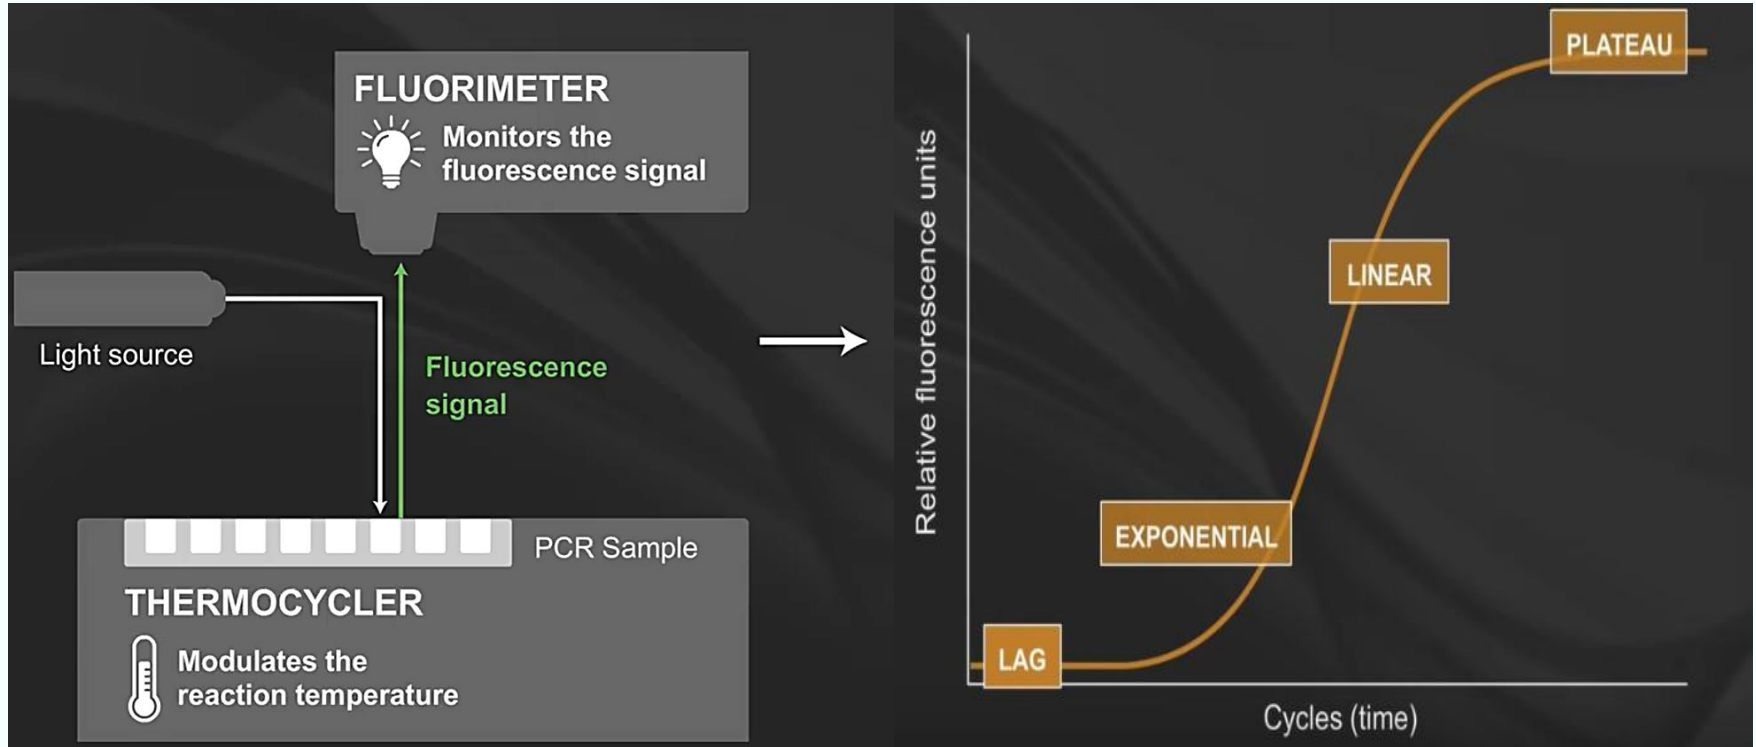 FLUORIMETER
Monitors the
fluorescence signal
Light source
Fluorescence
signal
PCR Sample
THERMOCYCLER
Modulates the
reaction temperature
Relative fluorescence units
PLATEAU
LINEAR
EXPONENTIAL
LAG
Cycles (time)